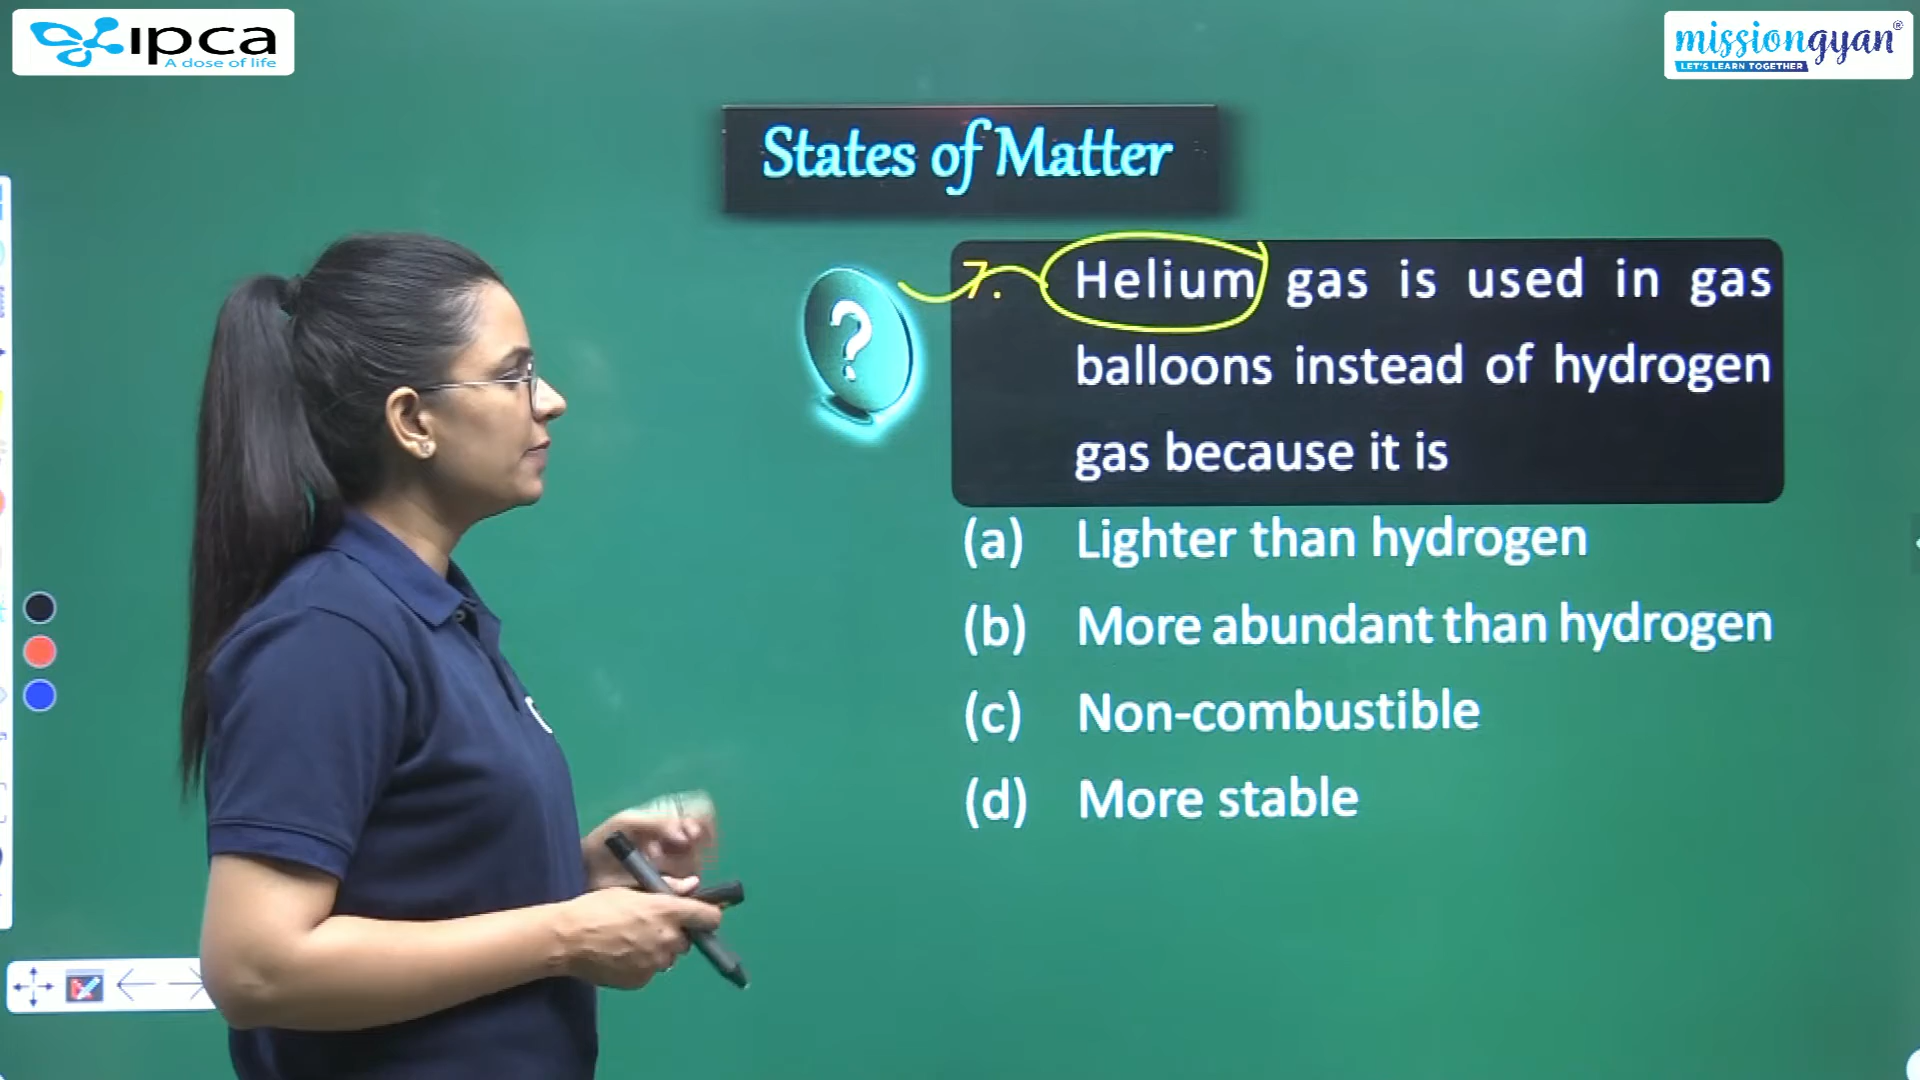 ipca
A dose of life
missiongyan®
LET'S LEARN TOGETHER
States of Matter
?
7. Helium gas is used in gas
balloons instead of hydrogen
gas because it is
(a) Lighter than hydrogen
(b) More abundant than hydrogen
(c) Non-combustible
(d) More stable